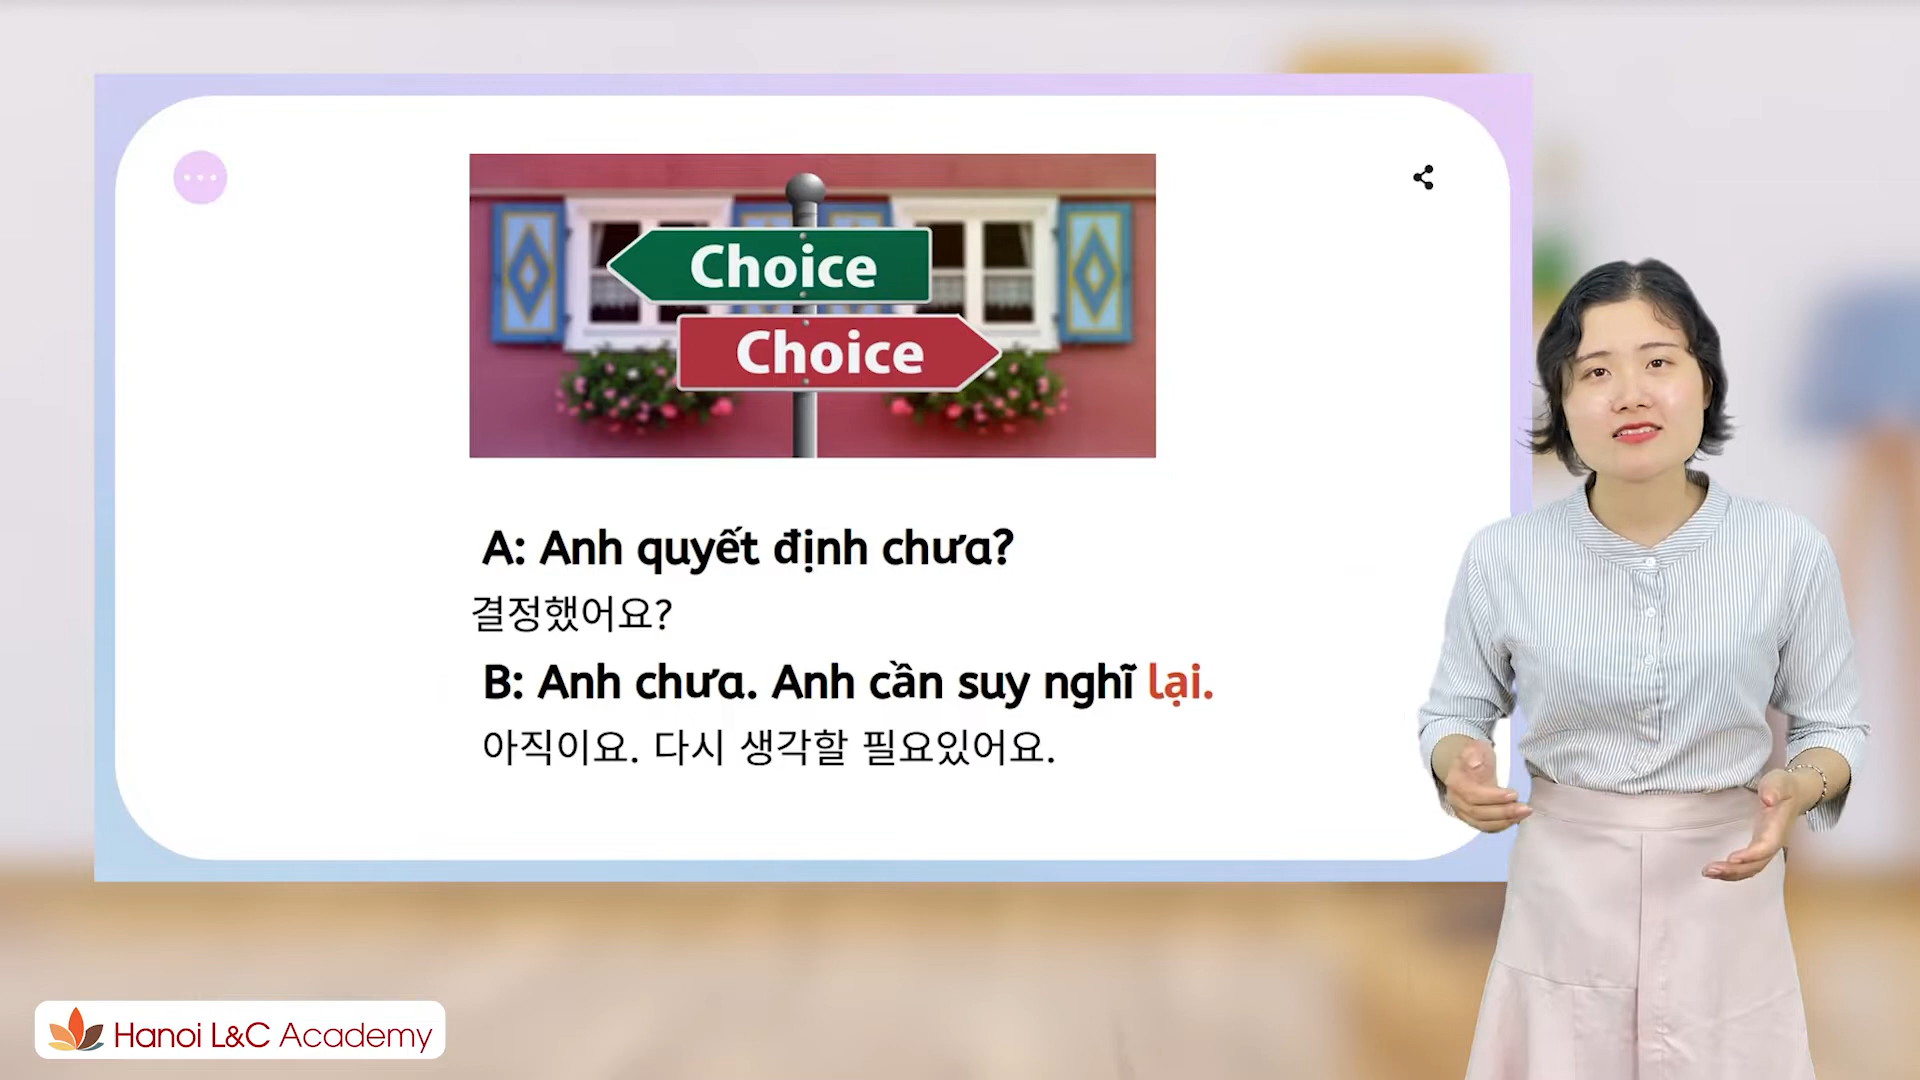 Choice
Choice
A: Anh quyết định chưa?
결정했어요?
B: Anh chưa. Anh cần suy nghĩ lại.
아직이요. 다시 생각할 필요있어요.
Hanoi L&C Academy